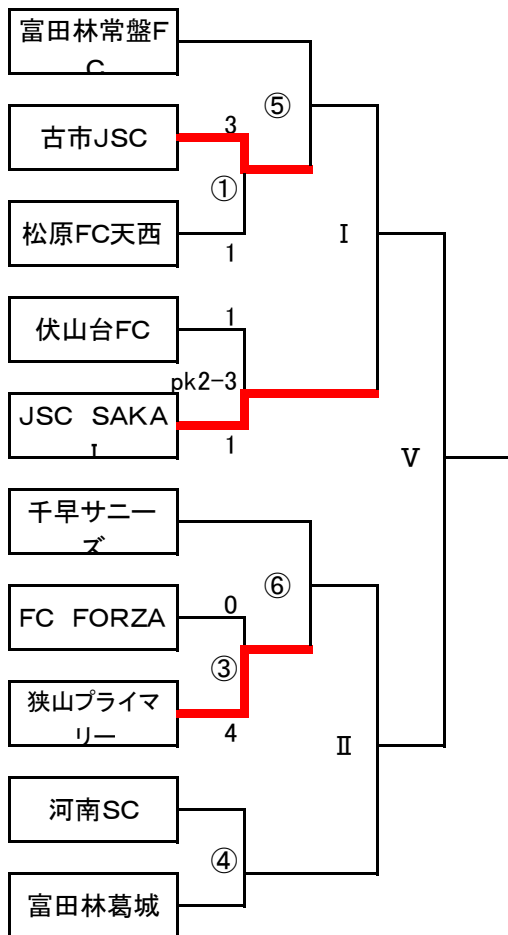 富田林常盤F
C
⑤
3
古市JSC
①
松原FC天西
1
Ⅰ
1
伏山台FC
pk2-3
JSC　SAKA
I
1
Ⅴ
千早サニー
ズ
⑥
0
FC　FORZA
③
狭山プライマ
リー
4
Ⅱ
河南SC
④
富田林葛城